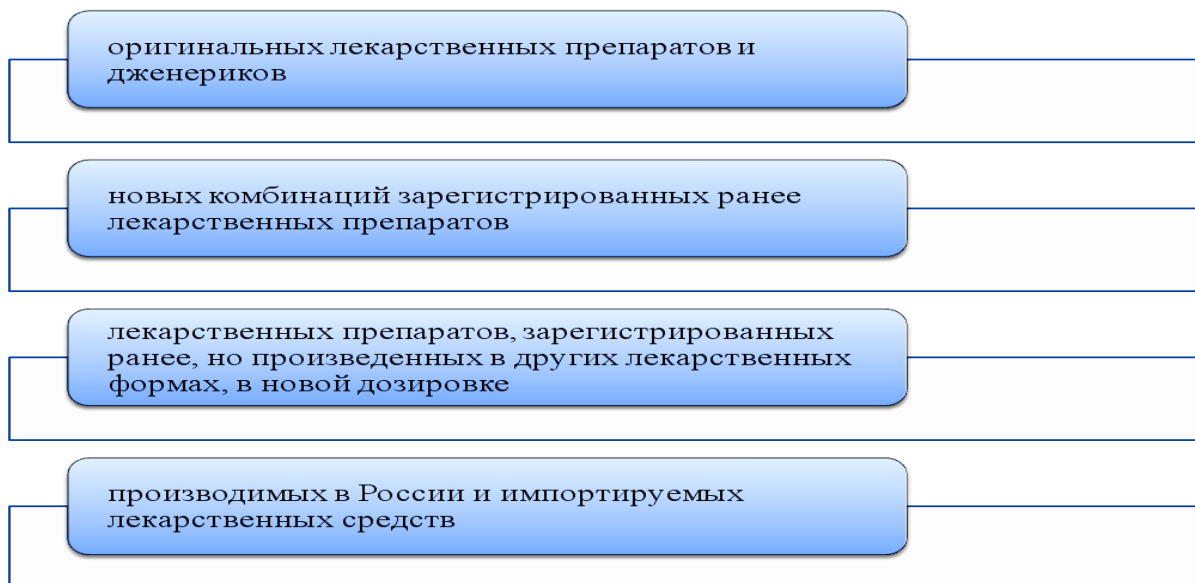 оригинальных лекарственных препаратов и
дженериков
новых комбинаций зарегистрированных ранее
лекарственных препаратов
лекарственных препаратов, зарегистрированных
ранее, но произведенных в других лекарственных
формах, в новой дозировке
производимых в России и импортируемых
лекарственных средств